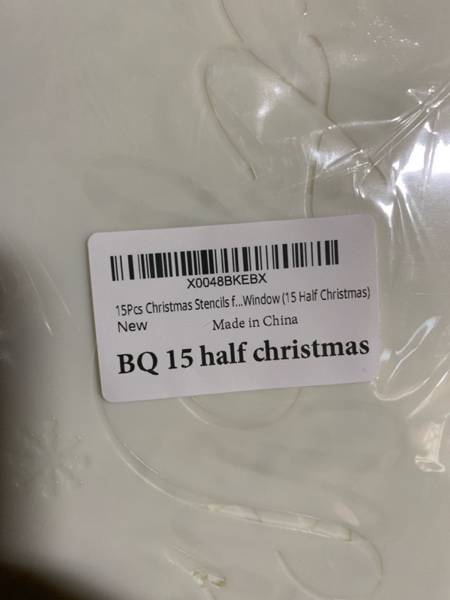 X0048BKEBX
15Pcs Christmas Stencils f...Window (15 Half Christmas)
New
Made in China
BQ 15 half christmas